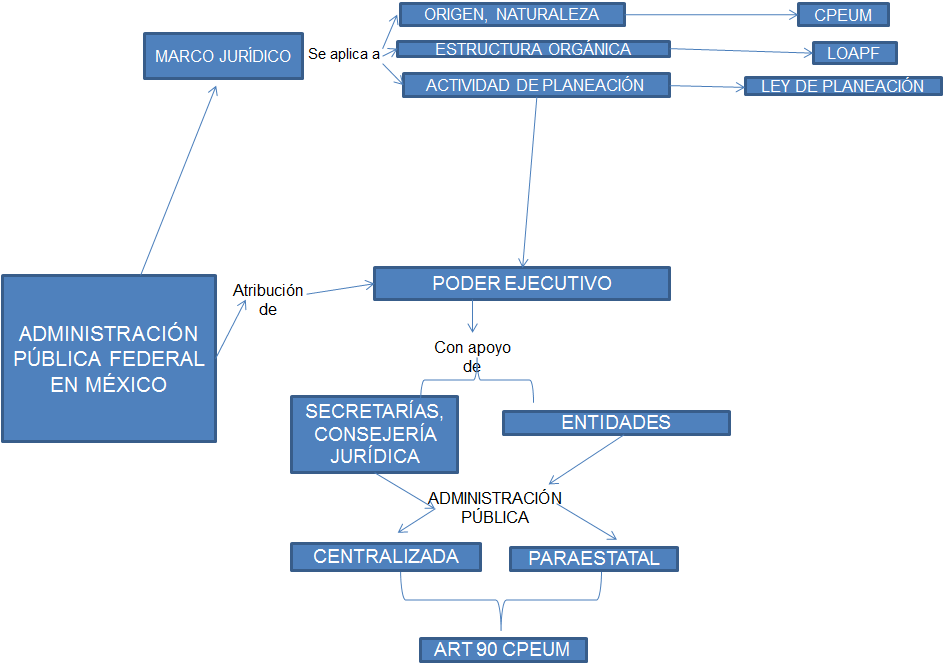 ORIGEN, NATURALEZA
CPEUM
MARCO JURÍDICO
Se aplica a
ESTRUCTURA ORGÁNICA
LOAPF
ACTIVIDAD DE PLANEACIÓN
LEY DE PLANEACIÓN
ADMINISTRACIÓN
PÚBLICA FEDERAL
EN MÉXICO
Atribución
de
PODER EJECUTIVO
Con apoyo
de
SECRETARÍAS,
CONSEJERÍA
JURÍDICA
ENTIDADES
ADMINISTRACIÓN
PÚBLICA
CENTRALIZADA
PARAESTATAL
ART 90 CPEUM